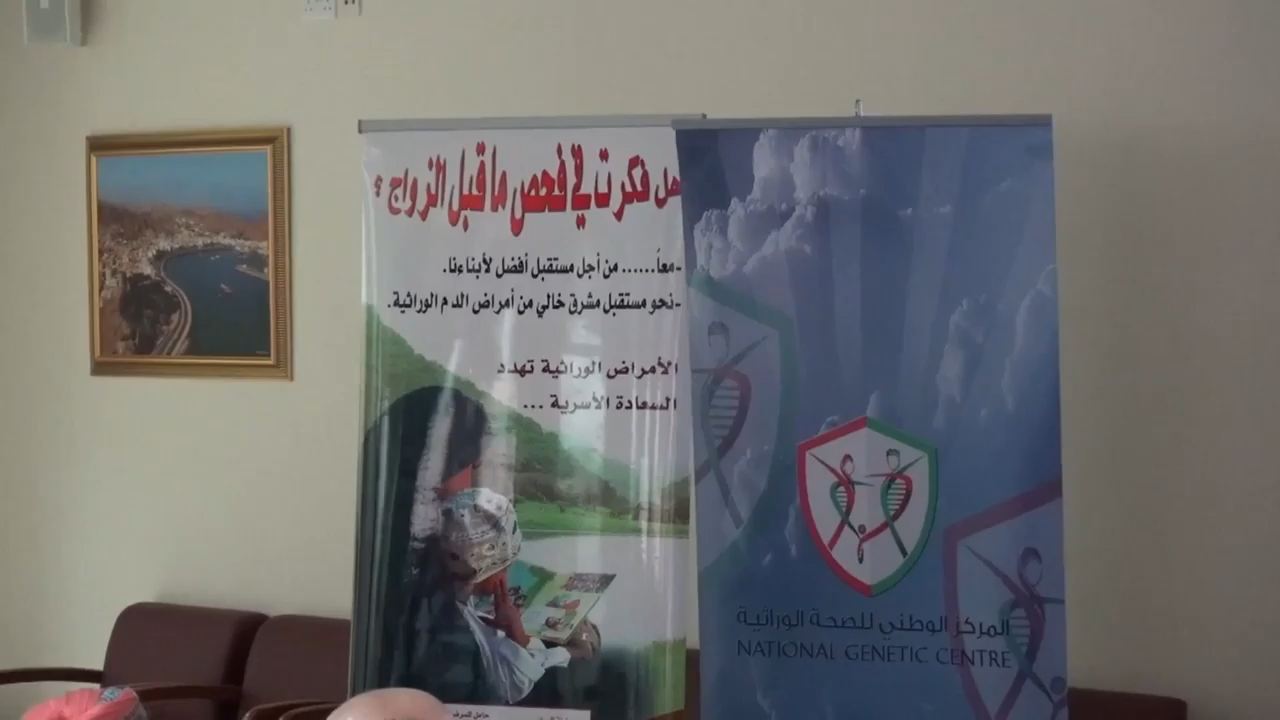 هل فكرت في فحص ما قبل الزواج ؟
-معاً...... من أجل مستقبل أفضل لأبناءنا.
-نحو مستقبل مشرق خالي من أمراض الدم الوراثية.
الأمراض الوراثية تهدد
السعادة الأسرية ...
المركز الوطني للصحة الوراثية
NATIONAL GENETIC CENTRE